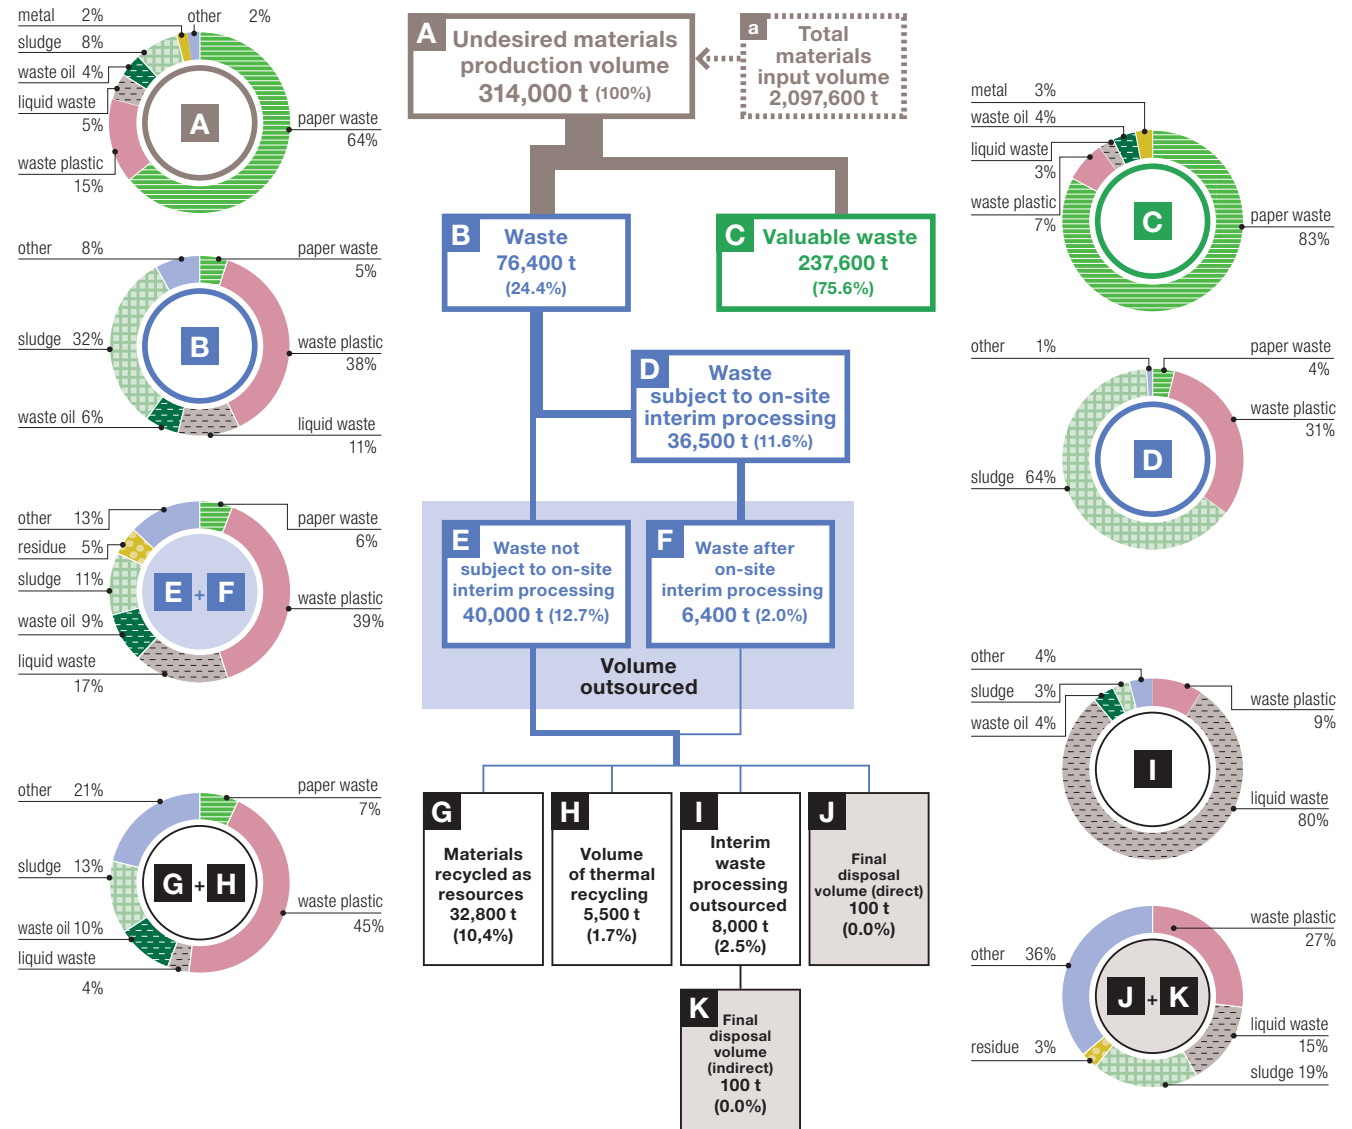 metal 2%
other 2%
sludge 8%
waste oil 4%
liquid waste
5%
waste plastic
15%
paper waste
64%
A
A
Undesired materials
production volume
314,000 t (100%)
a
Total
materials
input volume
2,097,600 t
metal 3%
waste oil 4%
liquid waste
3%
waste plastic
7%
paper waste
83%
C
B
Waste
76,400 t
(24.4%)
C
Valuable waste
237,600 t
(75.6%)
other 8%
paper waste
5%
sludge 32%
waste plastic
38%
waste oil 6%
liquid waste
11%
B
D
Waste
subject to on-site
interim processing
36,500 t (11.6%)
other 1%
paper waste
4%
waste plastic
31%
sludge 64%
D
other 13%
residue 5%
sludge 11%
waste oil 9%
liquid waste
17%
paper waste
6%
waste plastic
39%
E + F
E
Waste not
subject to on-site
interim processing
40,000 t (12.7%)
F
Waste after
on-site
interim processing
6,400 t (2.0%)
Volume
outsourced
other 4%
sludge 3%
waste oil 4%
waste plastic
9%
liquid waste
80%
I
other 21%
paper waste
7%
sludge 13%
waste plastic
45%
waste oil 10%
liquid waste
4%
G + H
G
Materials
recycled as
resources
32,800 t
(10,4%)
H
Volume
of thermal
recycling
5,500 t
(1.7%)
I
Interim
waste
processing
outsourced
8,000 t
(2.5%)
J
Final
disposal
volume (direct)
100 t
(0.0%)
K
Final
disposal
volume
(indirect)
100 t
(0.0%)
waste plastic
27%
other 36%
liquid waste
15%
residue 3%
sludge 19%
J + K